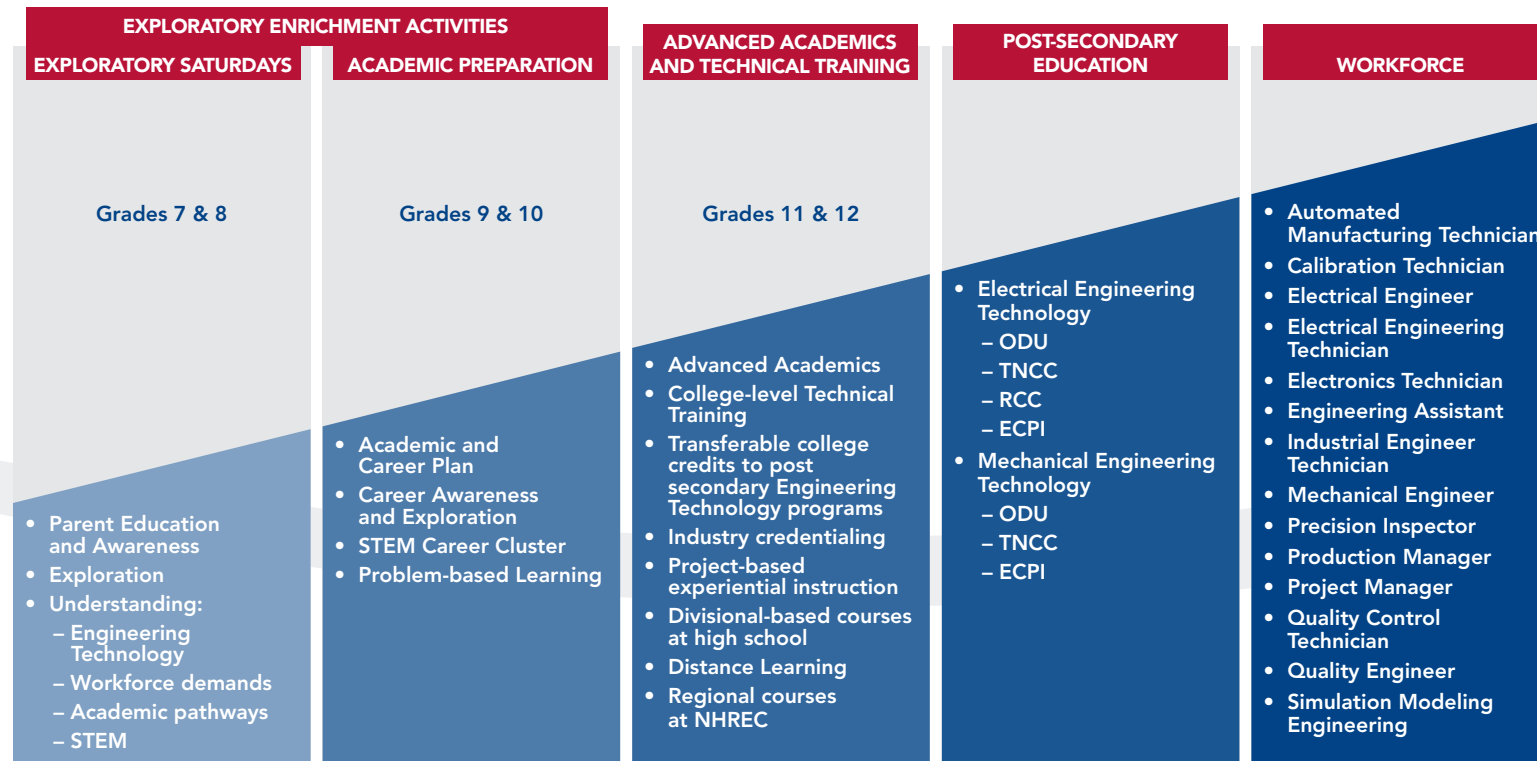 EXPLORATORY ENRICHMENT ACTIVITIES
EXPLORATORY SATURDAYS
Grades 7 & 8
• Parent Education
and Awareness
• Exploration
• Understanding:
– Engineering
Technology
– Workforce demands
– Academic pathways
– STEM
ACADEMIC PREPARATION
Grades 9 & 10
• Academic and
Career Plan
• Career Awareness
and Exploration
• STEM Career Cluster
• Problem-based Learning
ADVANCED ACADEMICS
AND TECHNICAL TRAINING
Grades 11 & 12
• Advanced Academics
• College-level Technical
Training
• Transferable college
credits to post
secondary Engineering
Technology programs
• Industry credentialing
• Project-based
experiential instruction
• Divisional-based courses
at high school
• Distance Learning
• Regional courses
at NHREC
POST-SECONDARY
EDUCATION
• Electrical Engineering
Technology
– ODU
– TNCC
– RCC
– ECPI
• Mechanical Engineering
Technology
– ODU
– TNCC
– ECPI
WORKFORCE
• Automated
Manufacturing Technician
• Calibration Technician
• Electrical Engineer
• Electrical Engineering
Technician
• Electronics Technician
• Engineering Assistant
• Industrial Engineer
Technician
• Mechanical Engineer
• Precision Inspector
• Production Manager
• Project Manager
• Quality Control
Technician
• Quality Engineer
• Simulation Modeling
Engineering